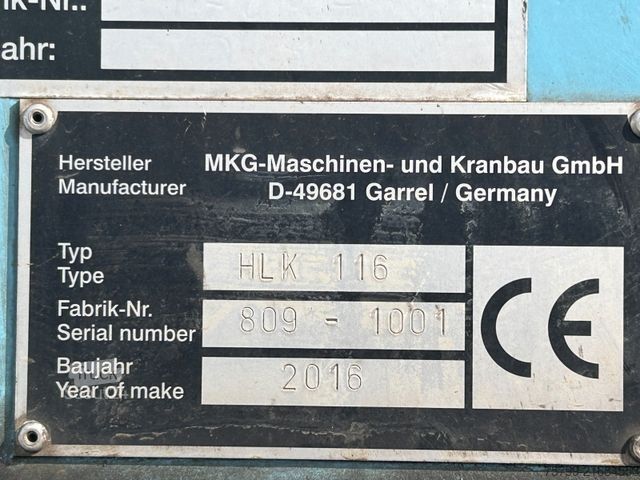 k-Nr.:
ahr:
Hersteller
Manufacturer
MKG-Maschinen- und Kranbau GmbH
D-49681 Garrel / Germany
Typ
Type
HLK 116
Fabrik-Nr.
Serial number
809 - 1001
Baujahr
Year of make
2016
CE